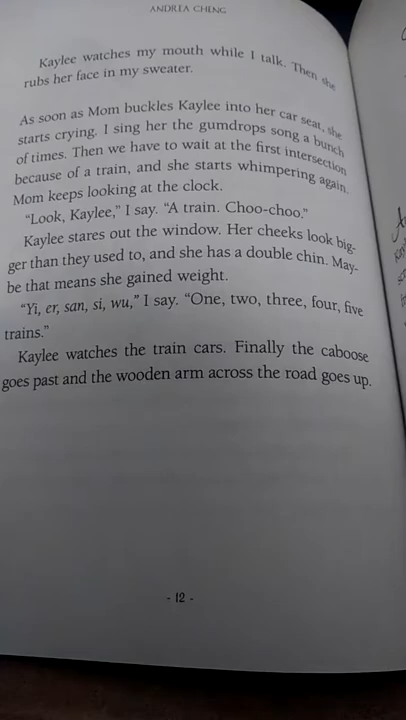 ANDREA CHENG
Kaylee watches my mouth while I talk. Then she
rubs her face in my sweater.
As soon as Mom buckles Kaylee into her car seat, she
starts crying. I sing her the gumdrops song a bunch
of times. Then we have to wait at the first intersection
because of a train, and she starts whimpering again.
Mom keeps looking at the clock.
“Look, Kaylee,” I say. “A train. Choo-choo.”
Kaylee stares out the window. Her cheeks look big-
ger than they used to, and she has a double chin. May-
be that means she gained weight.
“Yi, er, san, si, wu,” I say. “One, two, three, four, five
trains.”
Kaylee watches the train cars. Finally the caboose
goes past and the wooden arm across the road goes up.
- 12 -